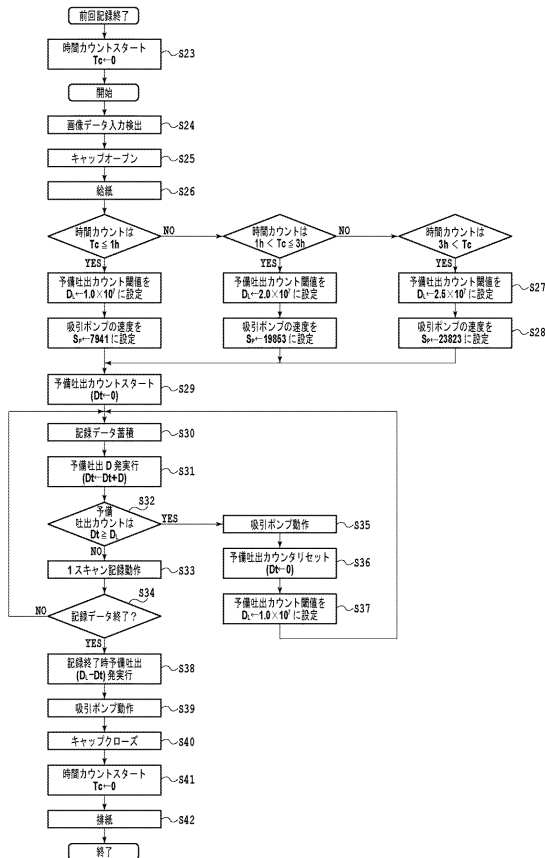 前回記録終了
時間カウントスタート
Tc←0
S23
開始
画像データ入力検出
S24
キャップオープン
S25
給紙
S26
時間カウントは
Tc≦1h
NO
時間カウントは
1h < Tc≦3h
NO
時間カウントは
3h < Tc
YES
YES
YES
予備吐出カウント閾値を
DL←1.0×10⁷に設定
予備吐出カウント閾値を
DL←2.0×10⁷に設定
予備吐出カウント閾値を
DL←2.5×10⁷に設定
S27
吸引ポンプの速度を
SP←7941に設定
吸引ポンプの速度を
SP←19853に設定
吸引ポンプの速度を
SP←23823に設定
S28
予備吐出カウントスタート
(Dt←0)
S29
記録データ蓄積
S30
予備吐出D発実行
(Dt←Dt+D)
S31
S32
予備
吐出カウントは
Dt≧DL
YES
吸引ポンプ動作
S35
NO
予備吐出カウンタリセット
(Dt←0)
S36
1スキャン記録動作
S33
S34
予備吐出カウント閾値を
DL←1.0×10⁷に設定
S37
記録データ終了？
NO
YES
記録終了時予備吐出
(DL-Dt)発実行
S38
吸引ポンプ動作
S39
キャップクローズ
S40
時間カウントスタート
Tc←0
S41
排紙
S42
終了